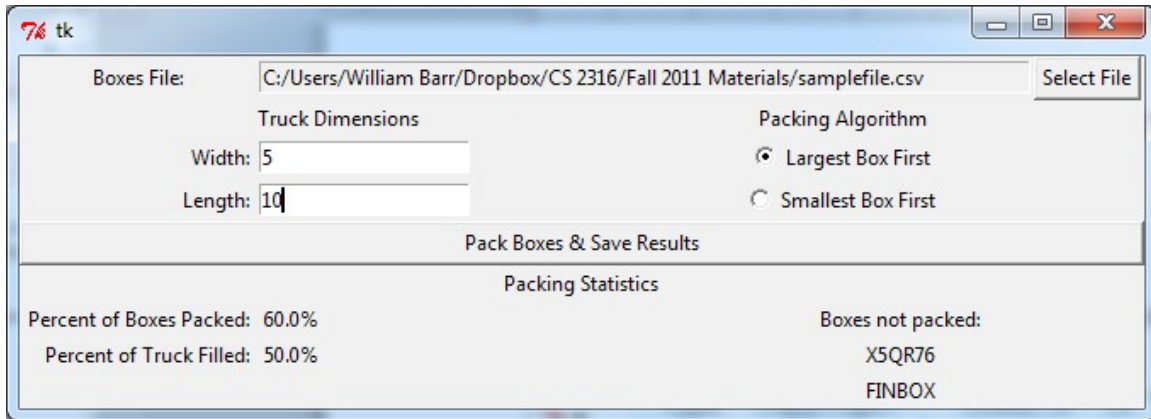 tk
Boxes File: C:/Users/William Barr/Dropbox/CS 2316/Fall 2011 Materials/samplefile.csv Select File
Truck Dimensions Packing Algorithm
Width: 5 Largest Box First
Length: 10 Smallest Box First
Pack Boxes & Save Results
Packing Statistics
Percent of Boxes Packed: 60.0% Boxes not packed:
Percent of Truck Filled: 50.0% X5QR76
FINBOX